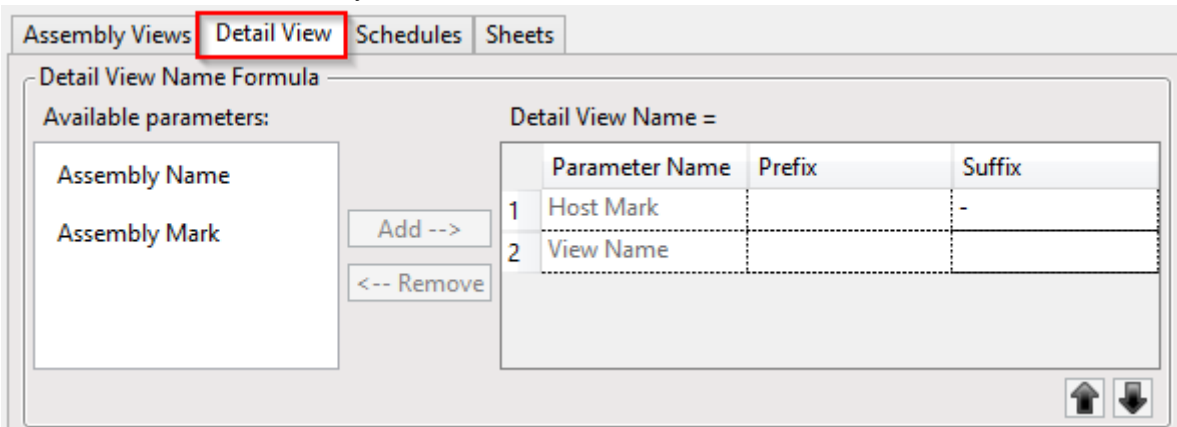 Assembly Views Detail View Schedules Sheets
Detail View Name Formula
Available parameters: Detail View Name =
Assembly Name
Assembly Mark
Add -->
<-- Remove
Parameter Name Prefix Suffix
1 Host Mark -
2 View Name